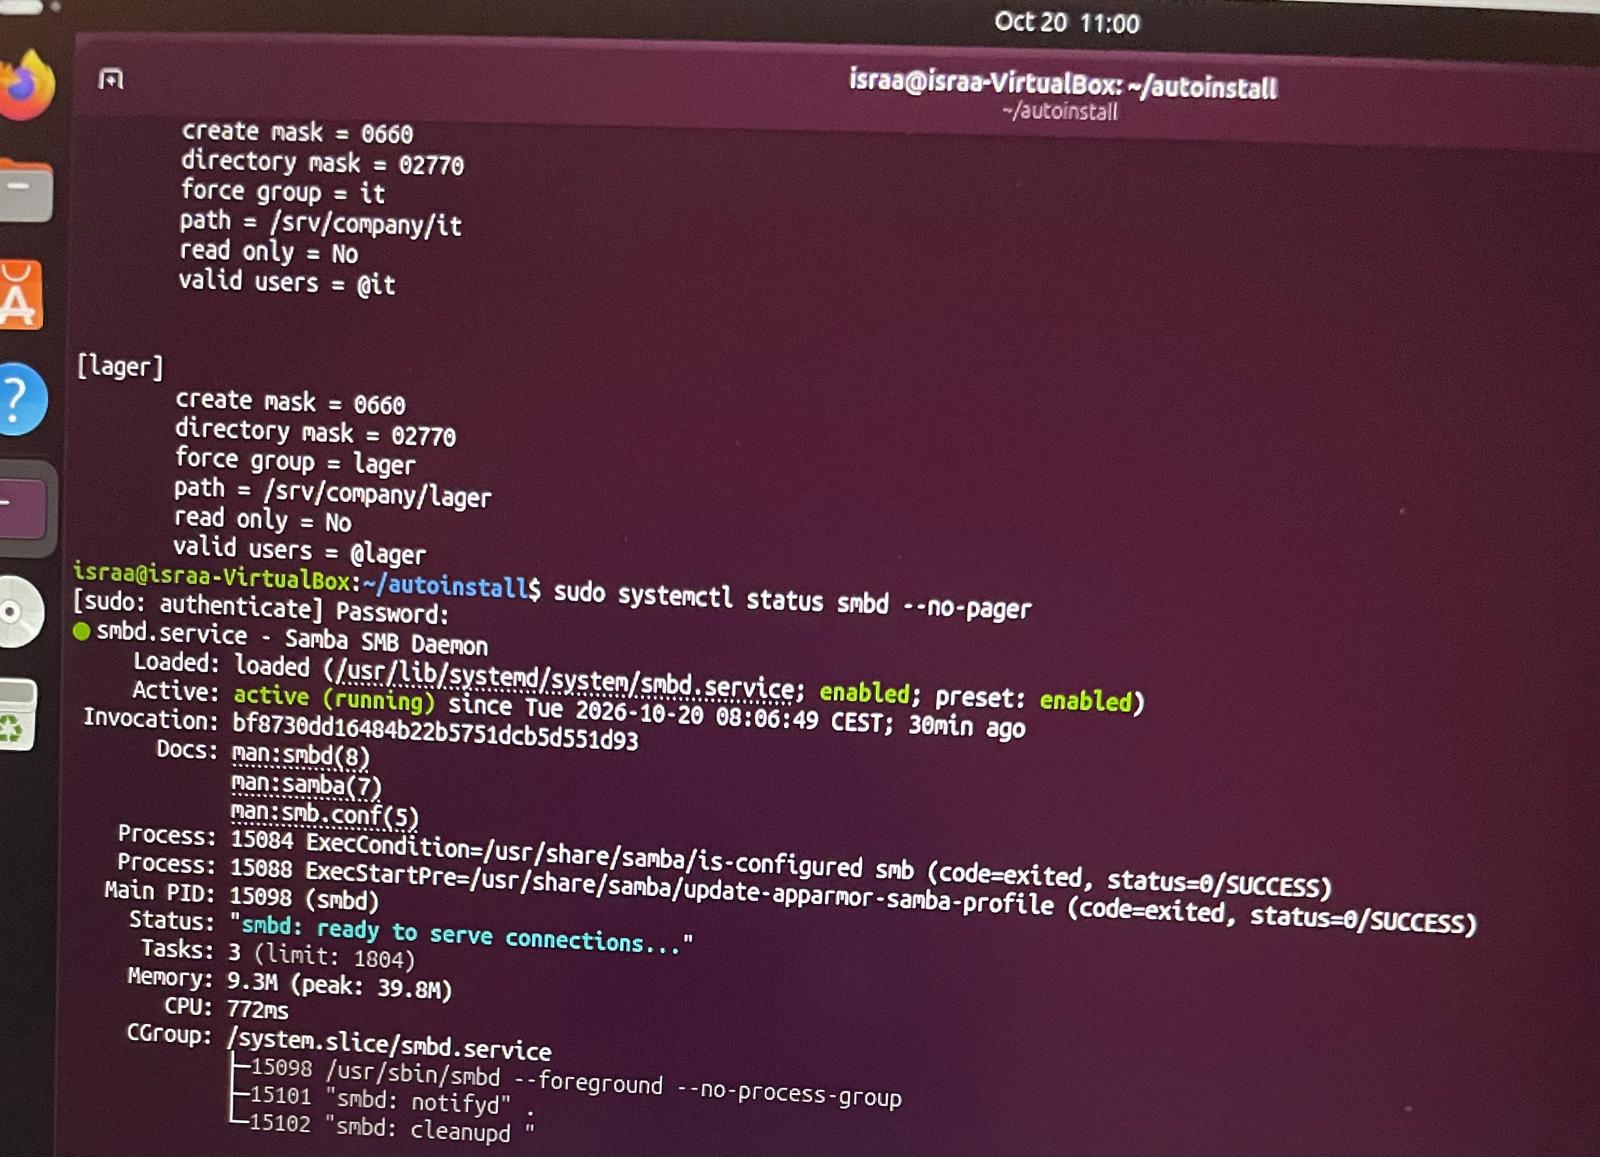 Oct 20 11:00
israa@israa-VirtualBox: ~/autoinstall
~/autoinstall
create mask = 0660
directory mask = 02770
force group = it
path = /srv/company/it
read only = No
valid users = @it
[lager]
create mask = 0660
directory mask = 02770
force group = lager
path = /srv/company/lager
read only = No
valid users = @lager
israa@israa-VirtualBox:~/autoinstall$ sudo systemctl status smbd --no-pager
[sudo: authenticate] Password:
smbd.service - Samba SMB Daemon
Loaded: loaded (/usr/lib/systemd/system/smbd.service; enabled; preset: enabled)
Active: active (running) since Tue 2026-10-20 08:06:49 CEST; 30min ago
Invocation: bf8730dd16484b22b5751dcb5d551d93
Docs: man:smbd(8)
man:samba(7)
man:smb.conf(5)
Process: 15084 ExecCondition=/usr/share/samba/is-configured smb (code=exited, status=0/SUCCESS)
Process: 15088 ExecStartPre=/usr/share/samba/update-apparmor-samba-profile (code=exited, status=0/SUCCESS)
Main PID: 15098 (smbd)
Status: "smbd: ready to serve connections..."
Tasks: 3 (limit: 1804)
Memory: 9.3M (peak: 39.8M)
CPU: 772ms
CGroup: /system.slice/smbd.service
├─15098 /usr/sbin/smbd --foreground --no-process-group
├─15101 "smbd: notifyd" .
└─15102 "smbd: cleanupd "